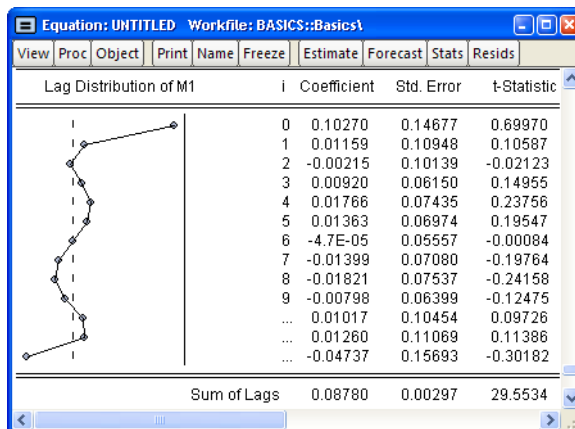 Equation: UNTITLED Workfile: BASICS::Basics\
View Proc Object Print Name Freeze Estimate Forecast Stats Resids
Lag Distribution of M1 i Coefficient Std. Error t-Statistic
0 0.10270 0.14677 0.69970
1 0.01159 0.10948 0.10587
2 -0.00215 0.10139 -0.02123
3 0.00920 0.06150 0.14955
4 0.01766 0.07435 0.23756
5 0.01363 0.06974 0.19547
6 -4.7E-05 0.05557 -0.00084
7 -0.01399 0.07080 -0.19764
8 -0.01821 0.07537 -0.24158
9 -0.00798 0.06399 -0.12475
... 0.01017 0.10454 0.09726
... 0.01260 0.11069 0.11386
... -0.04737 0.15693 -0.30182
Sum of Lags 0.08780 0.00297 29.5534